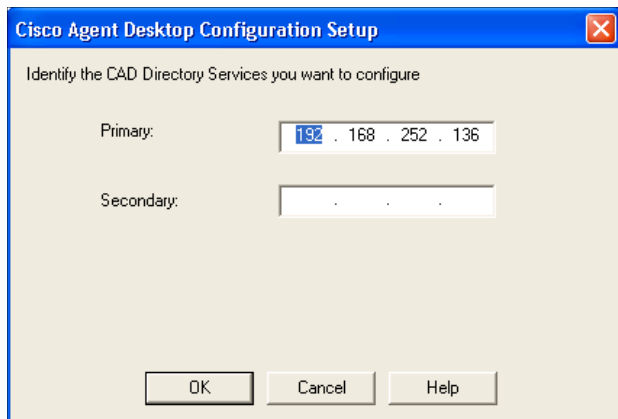 Cisco Agent Desktop Configuration Setup
Identify the CAD Directory Services you want to configure
Primary: 192 . 168 . 252 . 136
Secondary: . . .
OK Cancel Help